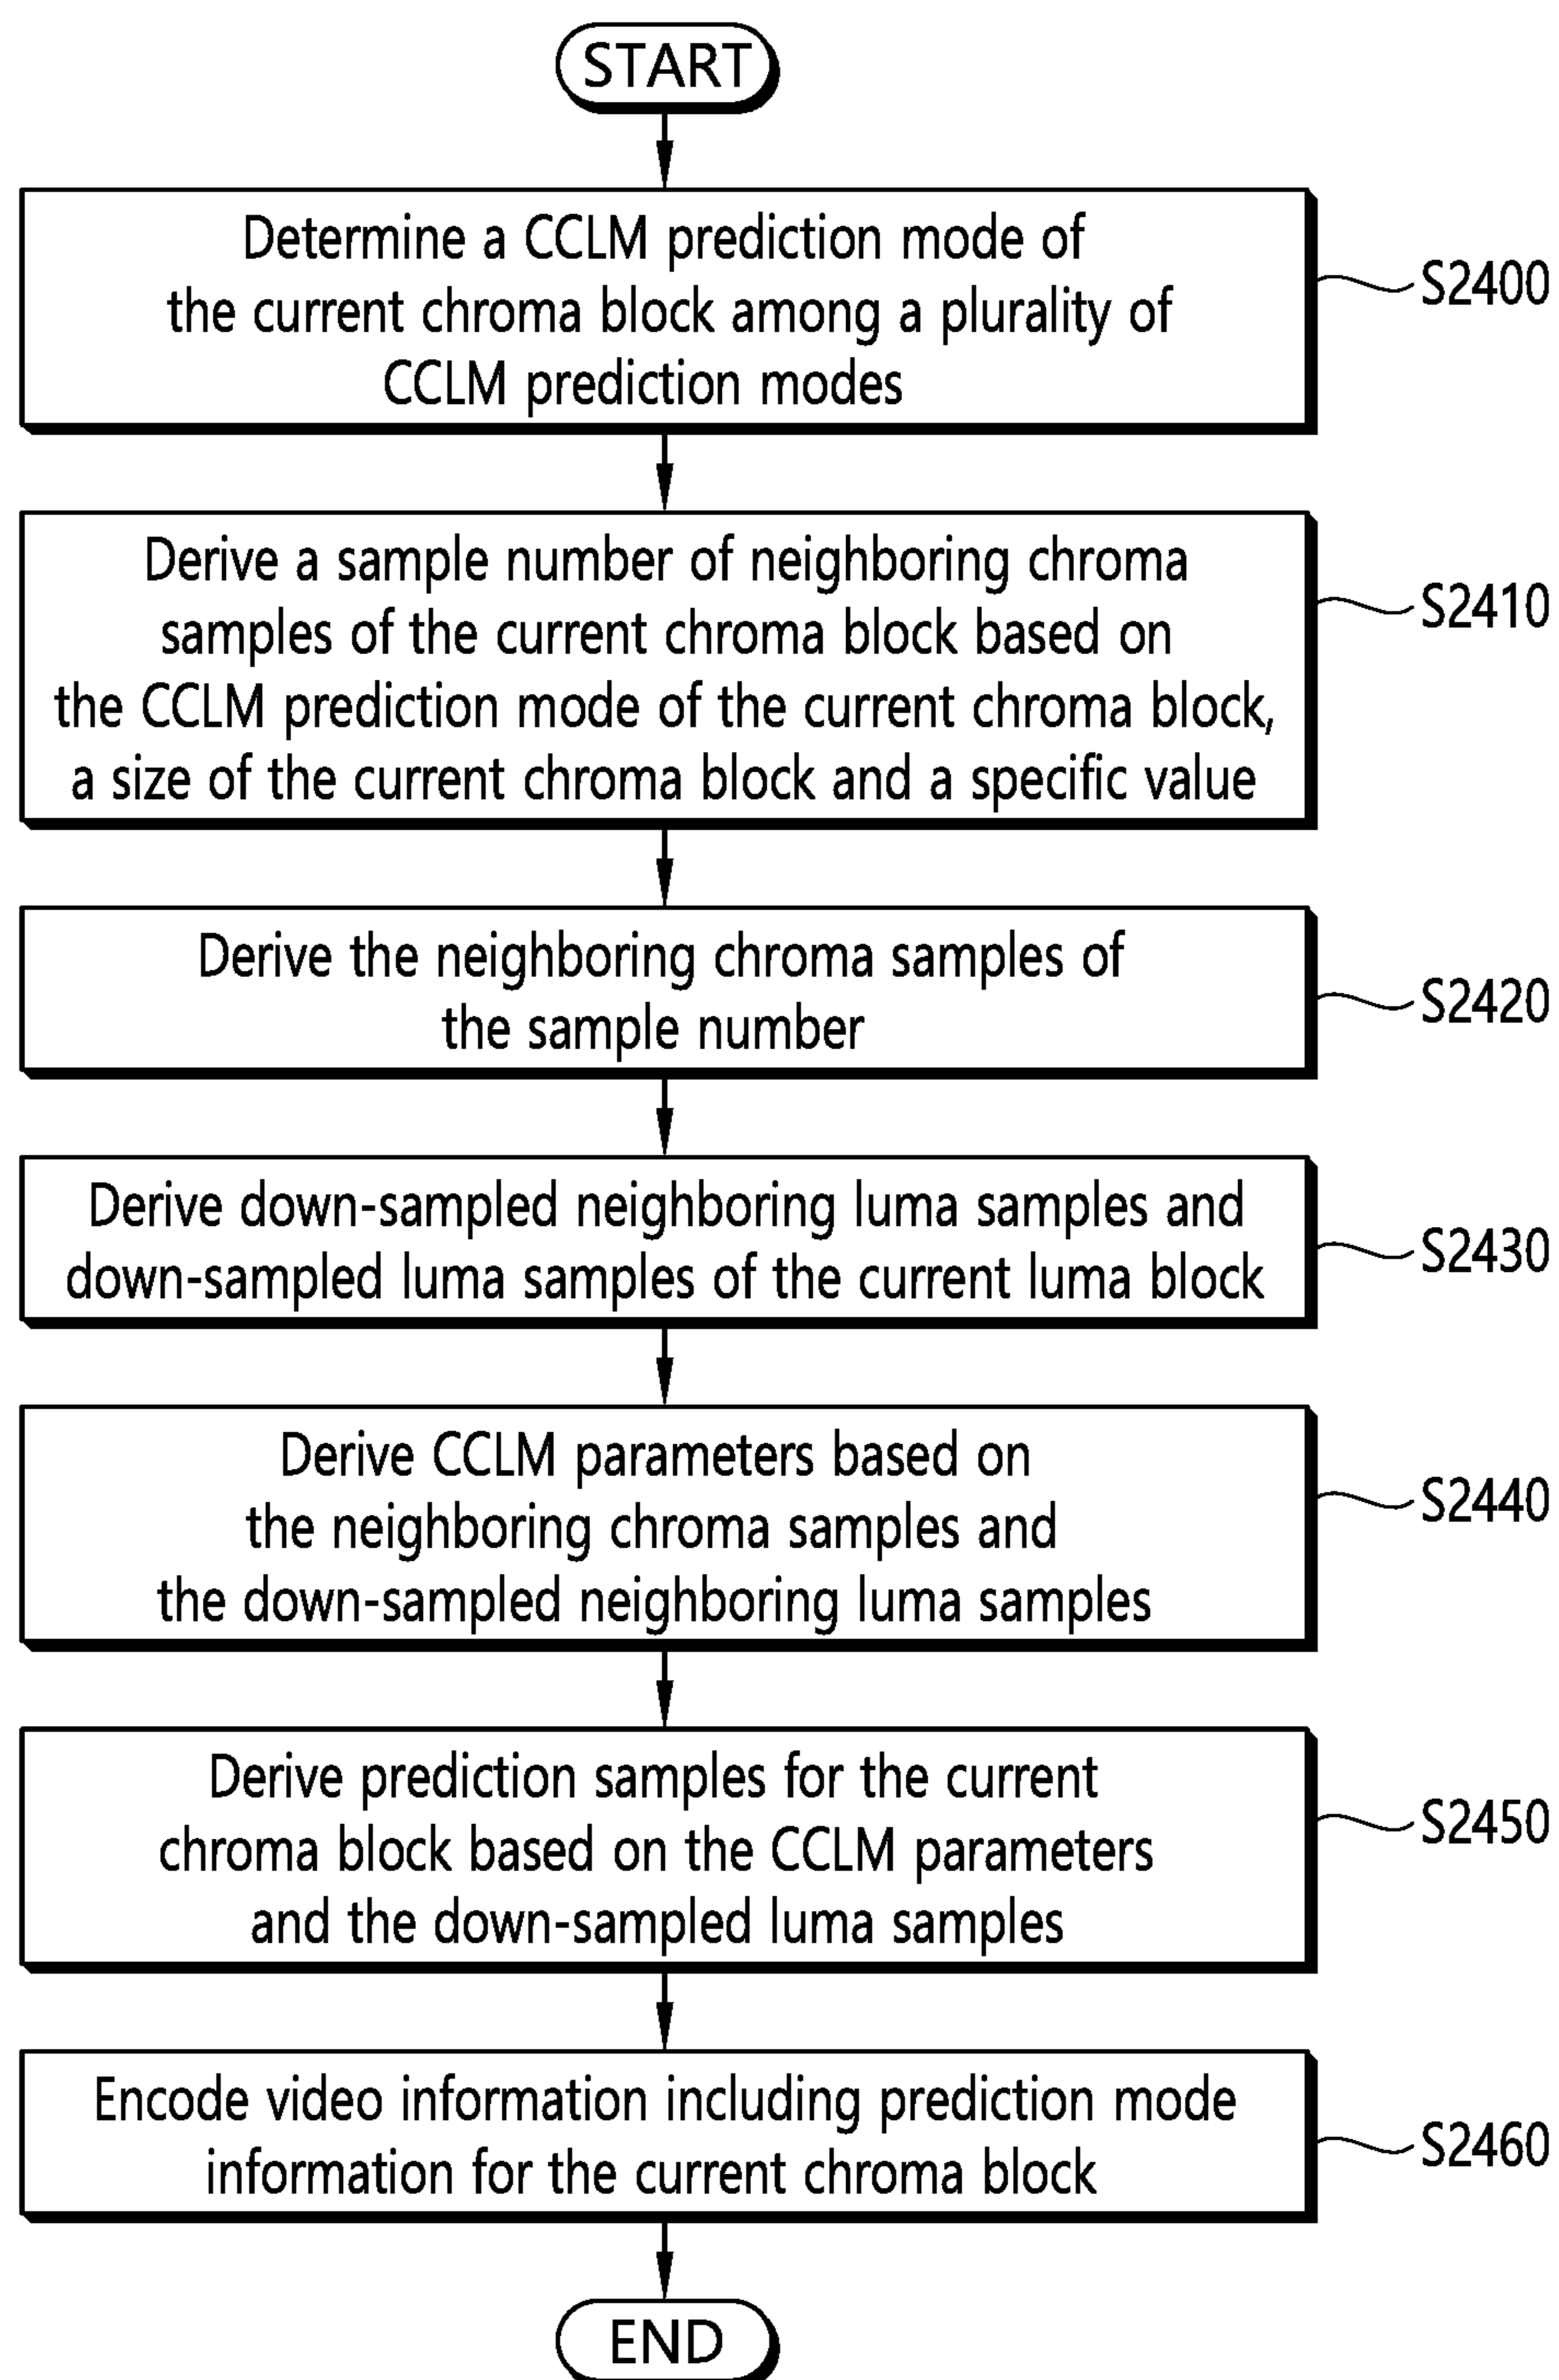 START
Determine a CCLM prediction mode of
the current chroma block among a plurality of
CCLM prediction modes
S2400
Derive a sample number of neighboring chroma
samples of the current chroma block based on
the CCLM prediction mode of the current chroma block,
a size of the current chroma block and a specific value
S2410
Derive the neighboring chroma samples of
the sample number
S2420
Derive down-sampled neighboring luma samples and
down-sampled luma samples of the current luma block
S2430
Derive CCLM parameters based on
the neighboring chroma samples and
the down-sampled neighboring luma samples
S2440
Derive prediction samples for the current
chroma block based on the CCLM parameters
and the down-sampled luma samples
S2450
Encode video information including prediction mode
information for the current chroma block
S2460
END